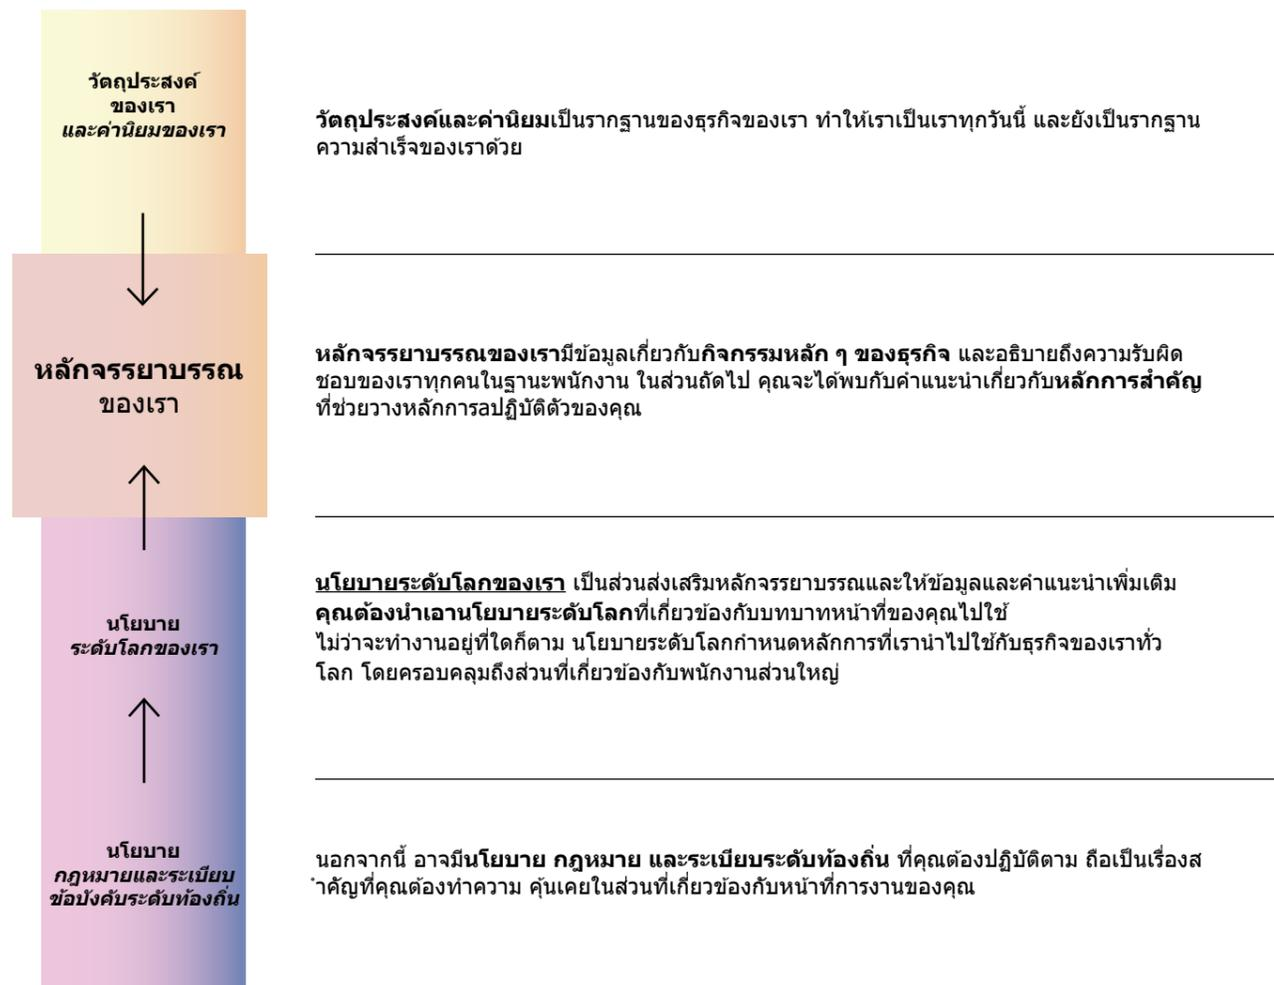 วัตถุประสงค์
ของเรา
และค่านิยมของเรา
วัตถุประสงค์และค่านิยมเป็นรากฐานของธุรกิจของเรา ทำให้เราเป็นเราทุกวันนี้ และยังเป็นรากฐาน
ความสำเร็จของเราด้วย
หลักจรรยาบรรณ
ของเรา
หลักจรรยาบรรณของเรามีข้อมูลเกี่ยวกับกิจกรรมหลัก ๆ ของธุรกิจ และอธิบายถึงความรับผิด
ชอบของเราทุกคนในฐานะพนักงาน ในส่วนถัดไป คุณจะได้พบกับคำแนะนำเกี่ยวกับหลักการสำคัญ
ที่ช่วยวางหลักการaปฏิบัติตัวของคุณ
นโยบาย
ระดับโลกของเรา
นโยบายระดับโลกของเรา เป็นส่วนส่งเสริมหลักจรรยาบรรณและให้ข้อมูลและคำแนะนำเพิ่มเติม
คุณต้องนำเอานโยบายระดับโลกที่เกี่ยวข้องกับบทบาทหน้าที่ของคุณไปใช้
ไม่ว่าจะทำงานอยู่ที่ใดก็ตาม นโยบายระดับโลกกำหนดหลักการที่เรานำไปใช้กับธุรกิจของเราทั่ว
โลก โดยครอบคลุมถึงส่วนที่เกี่ยวข้องกับพนักงานส่วนใหญ่
นโยบาย
กฎหมายและระเบียบ
ข้อบังคับระดับท้องถิ่น
นอกจากนี้ อาจมีนโยบาย กฎหมาย และระเบียบระดับท้องถิ่น ที่คุณต้องปฏิบัติตาม ถือเป็นเรื่องส
ำคัญที่คุณต้องทำความ คุ้นเคยในส่วนที่เกี่ยวข้องกับหน้าที่การงานของคุณ